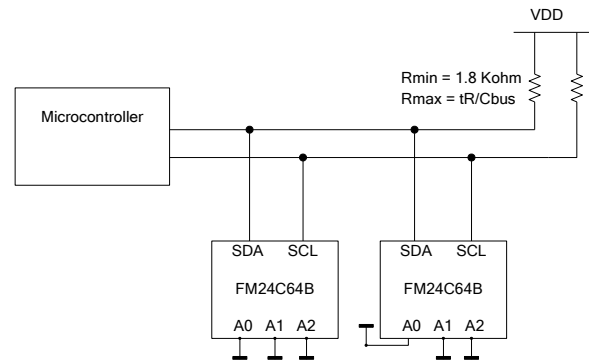 VDD
Rmin = 1.8 Kohm
Rmax = tR/Cbus
Microcontroller
SDA SCL
FM24C64B
A0 A1 A2
SDA SCL
FM24C64B
A0 A1 A2